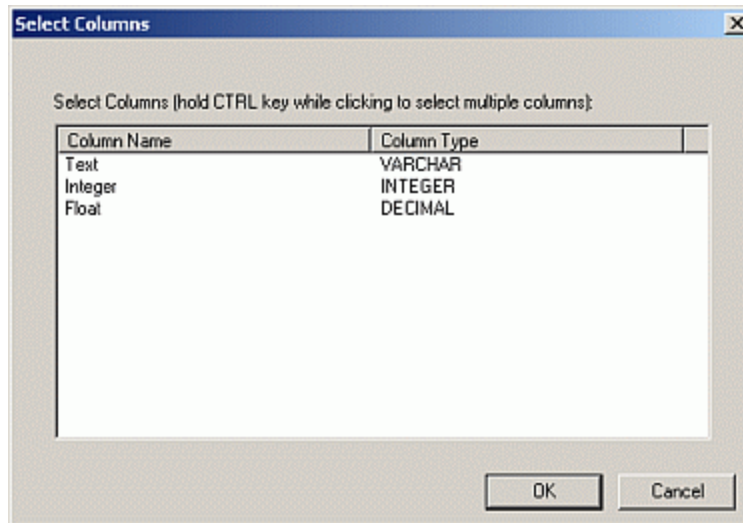 Select Columns
Select Columns (hold CTRL key while clicking to select multiple columns):
Column Name Column Type
Text VARCHAR
Integer INTEGER
Float DECIMAL
OK Cancel